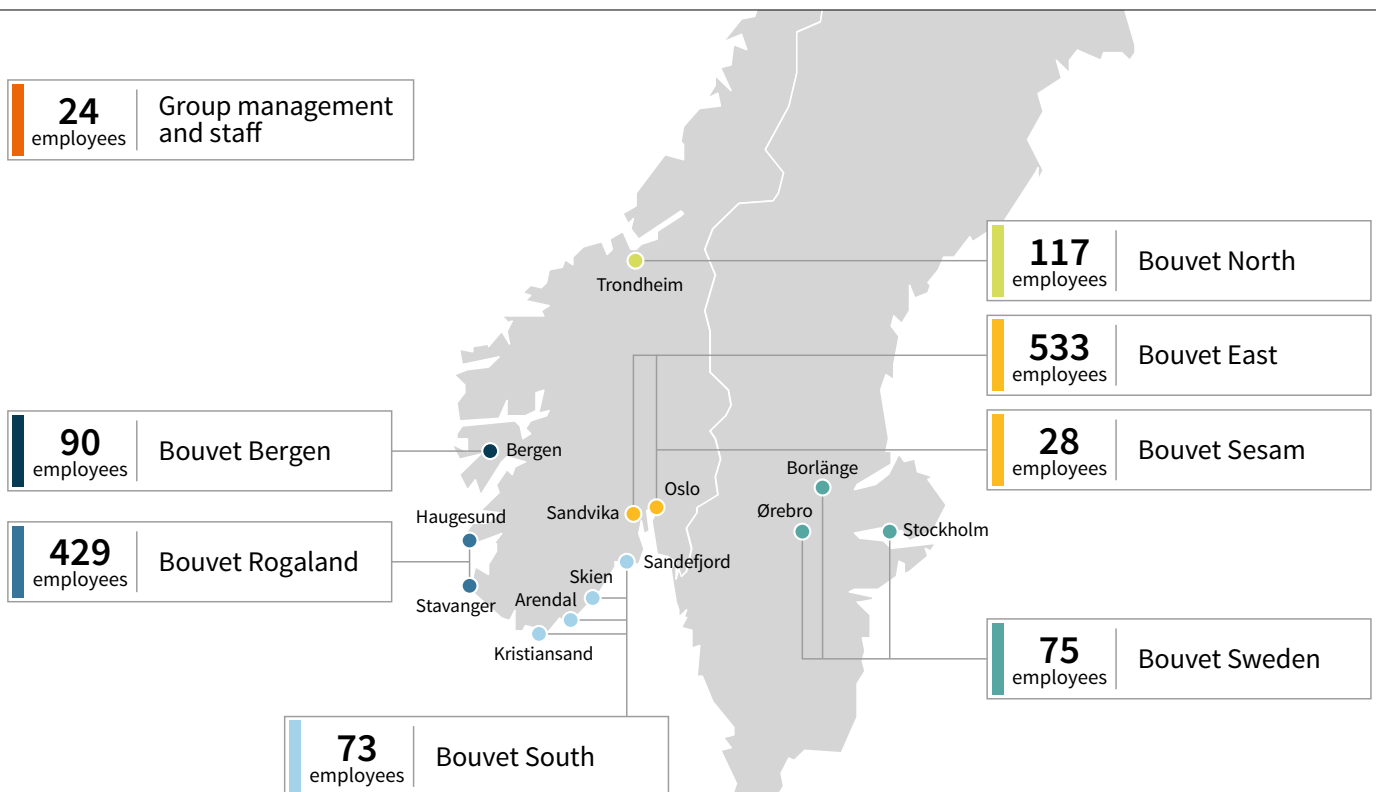 24
employees
Group management
and staff
Trondheim
117
employees
Bouvet North
533
employees
Bouvet East
90
employees
Bouvet Bergen
Bergen
28
employees
Bouvet Sesam
Borlänge
Oslo
Sandvika
Ørebro
Stockholm
Haugesund
429
employees
Bouvet Rogaland
Stavanger
Sandefjord
Skien
Arendal
Kristiansand
75
employees
Bouvet Sweden
73
employees
Bouvet South